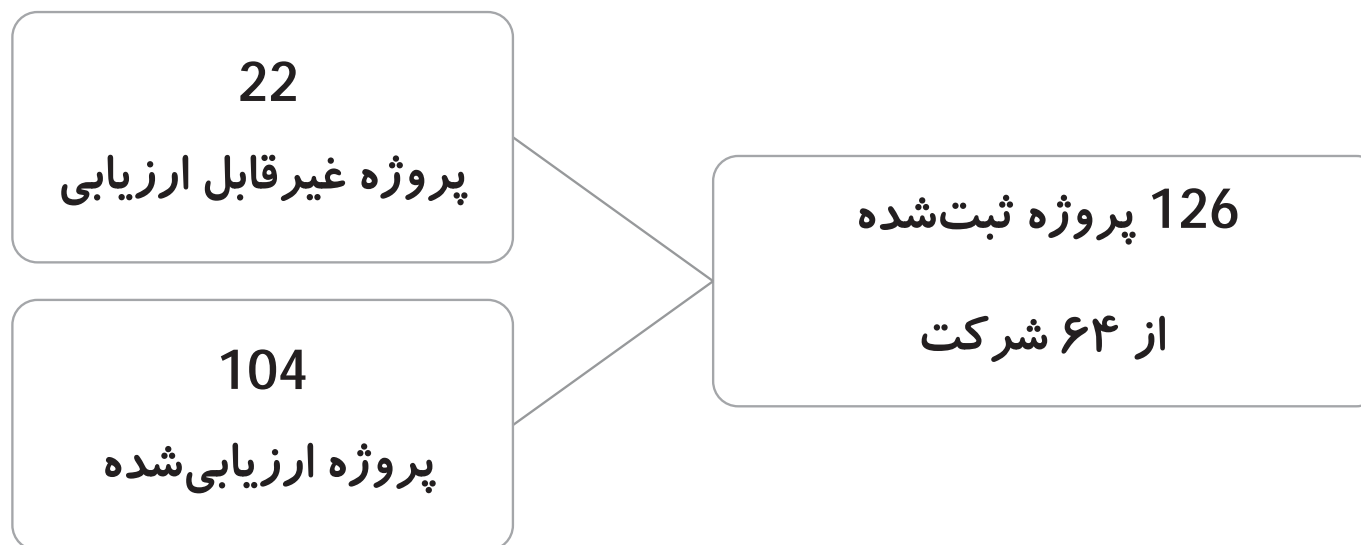 126 پروژه ثبت‌شده
از ۶۴ شرکت
22
پروژه غیرقابل ارزیابی
104
پروژه ارزیابی‌شده